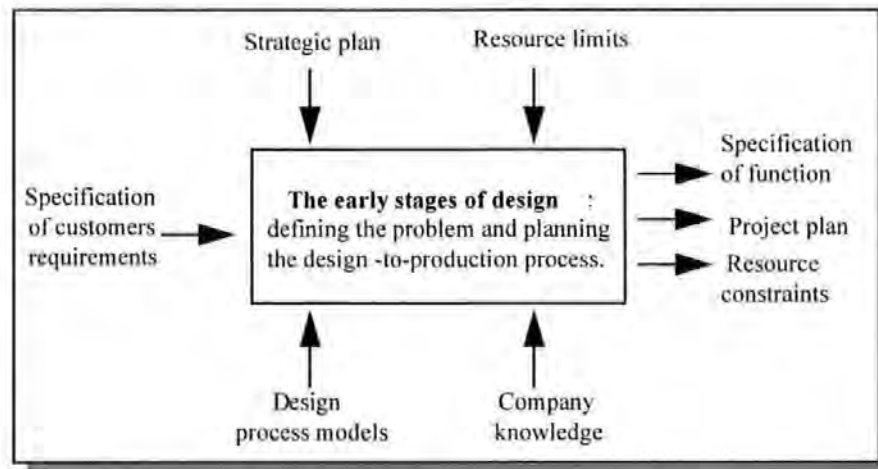 Strategic plan
Resource limits
Specification
of customers
requirements
The early stages of design :
defining the problem and planning
the design -to-production process.
Specification
of function
Project plan
Resource
constraints
Design
process models
Company
knowledge